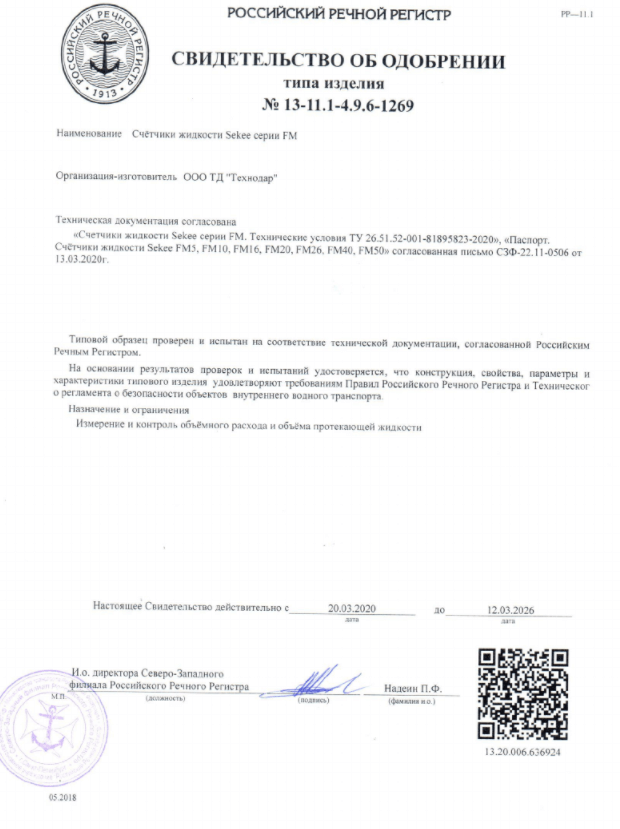 РОССИЙСКИЙ РЕЧНОЙ РЕГИСТР
РР—11.1
РОССИЙСКИЙ РЕЧНОЙ РЕГИСТР
• 1913 •
СВИДЕТЕЛЬСТВО ОБ ОДОБРЕНИИ
типа изделия
№ 13-11.1-4.9.6-1269
Наименование Счётчики жидкости Sekee серии FM
Организация-изготовитель ООО ТД "Технодар"
Техническая документация согласована
«Счетчики жидкости Sekee серии FM. Технические условия ТУ 26.51.52-001-81895823-2020», «Паспорт.
Счётчики жидкости Sekee FM5, FM10, FM16, FM20, FM26, FM40, FM50» согласованная письмо СЗФ-22.11-0506 от
13.03.2020г.
Типовой образец проверен и испытан на соответствие технической документации, согласованной Российским
Речным Регистром.
На основании результатов проверок и испытаний удостоверяется, что конструкция, свойства, параметры и
характеристики типового изделия удовлетворяют требованиям Правил Российского Речного Регистра и Техническог
о регламента о безопасности объектов внутреннего водного транспорта.
Назначение и ограничения
Измерение и контроль объёмного расхода и объёма протекающей жидкости
Настоящее Свидетельство действительно с 20.03.2020 до 12.03.2026
дата дата
И.о. директора Северо-Западного
филиала Российского Речного Регистра Надеин П.Ф.
М.П. (должность) (подпись) (фамилия и.о.)
13.20.006.636924
05.2018